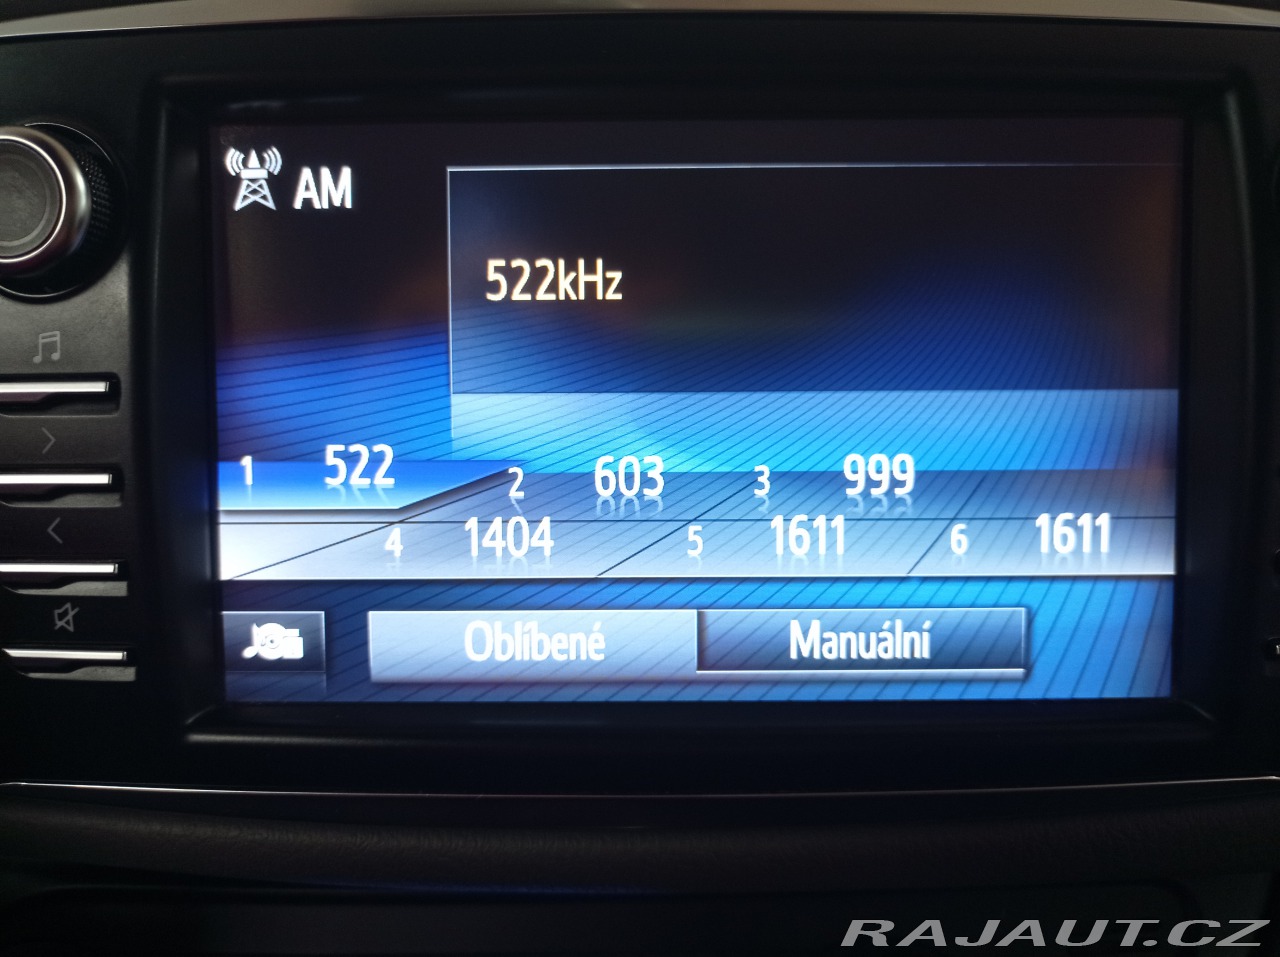 AM
522kHz
1 522 2 603 3 999
4 1404 5 1611 6 1611
Oblíbené Manuální
RAJAUT.CZ